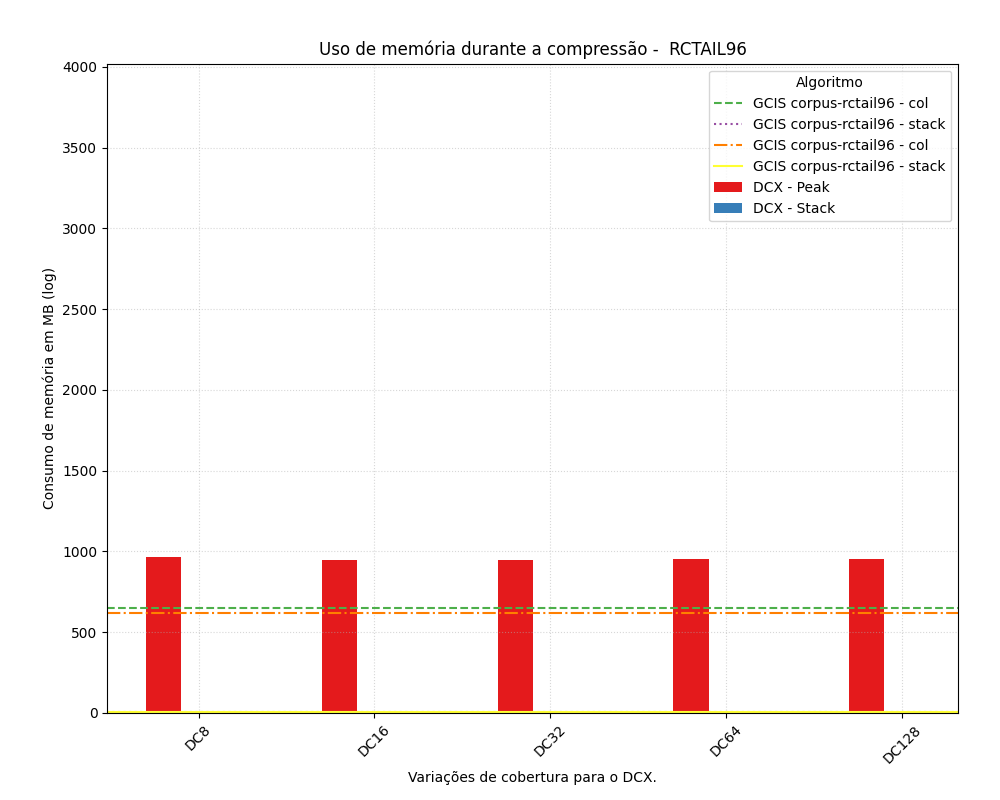 Uso de memória durante a compressão -  RCTAIL96
Algoritmo
GCIS corpus-rctail96 - col
GCIS corpus-rctail96 - stack
GCIS corpus-rctail96 - col
GCIS corpus-rctail96 - stack
DCX - Peak
DCX - Stack
Consumo de memória em MB (log)
4000
3500
3000
2500
2000
1500
1000
500
0
DC8
DC16
DC32
DC64
DC128
Variações de cobertura para o DCX.